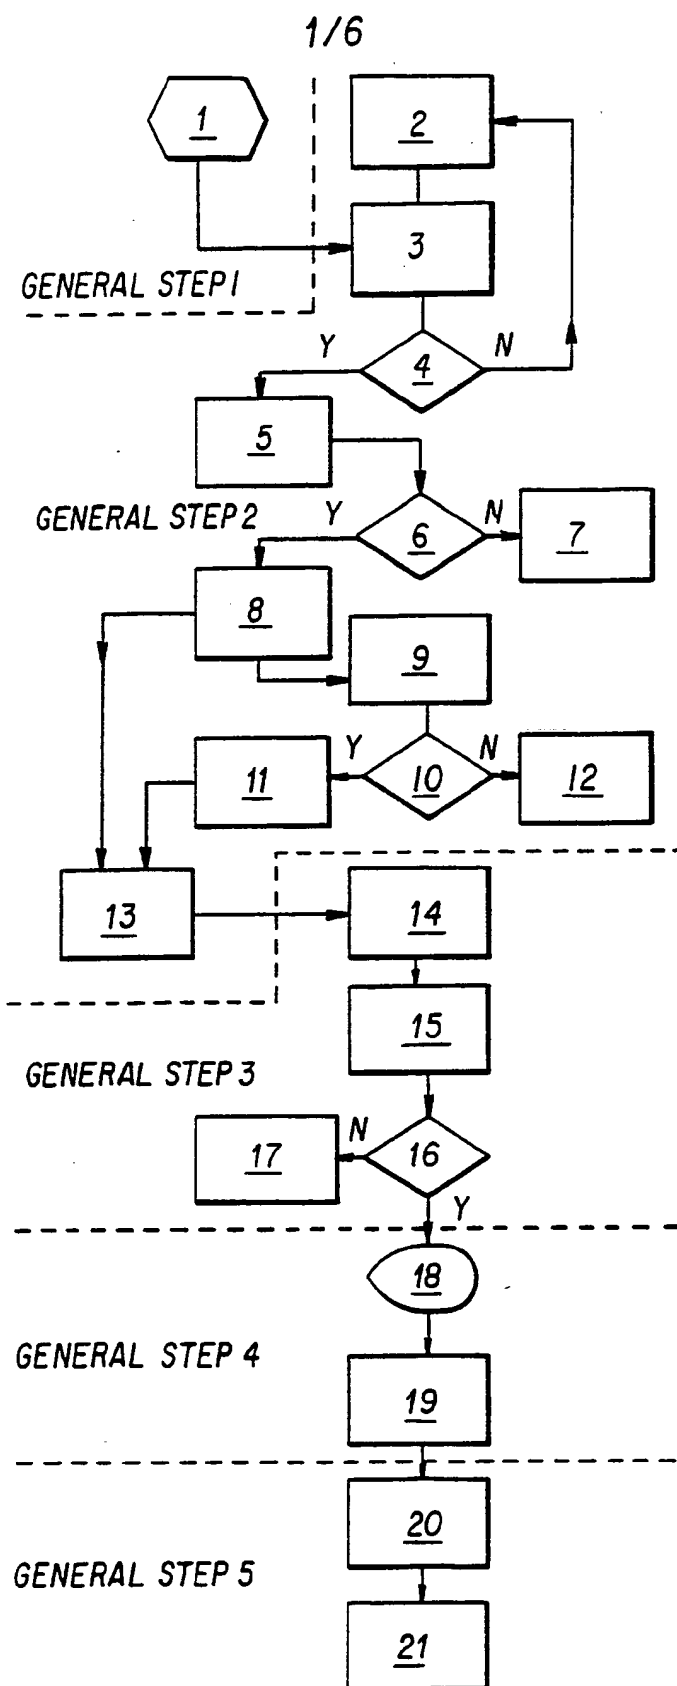 1/6
1
2
3
GENERAL STEP 1
Y
4
N
5
GENERAL STEP 2
Y
6
N
7
8
9
Y
10
N
11
12
13
14
15
GENERAL STEP 3
17
N
16
Y
18
GENERAL STEP 4
19
20
GENERAL STEP 5
21